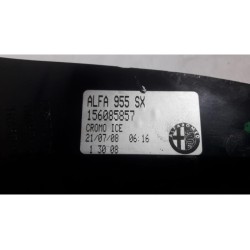 ALFA 955 SX
156085857
CROMO ICE
21/07/08 06:16
1 30 08